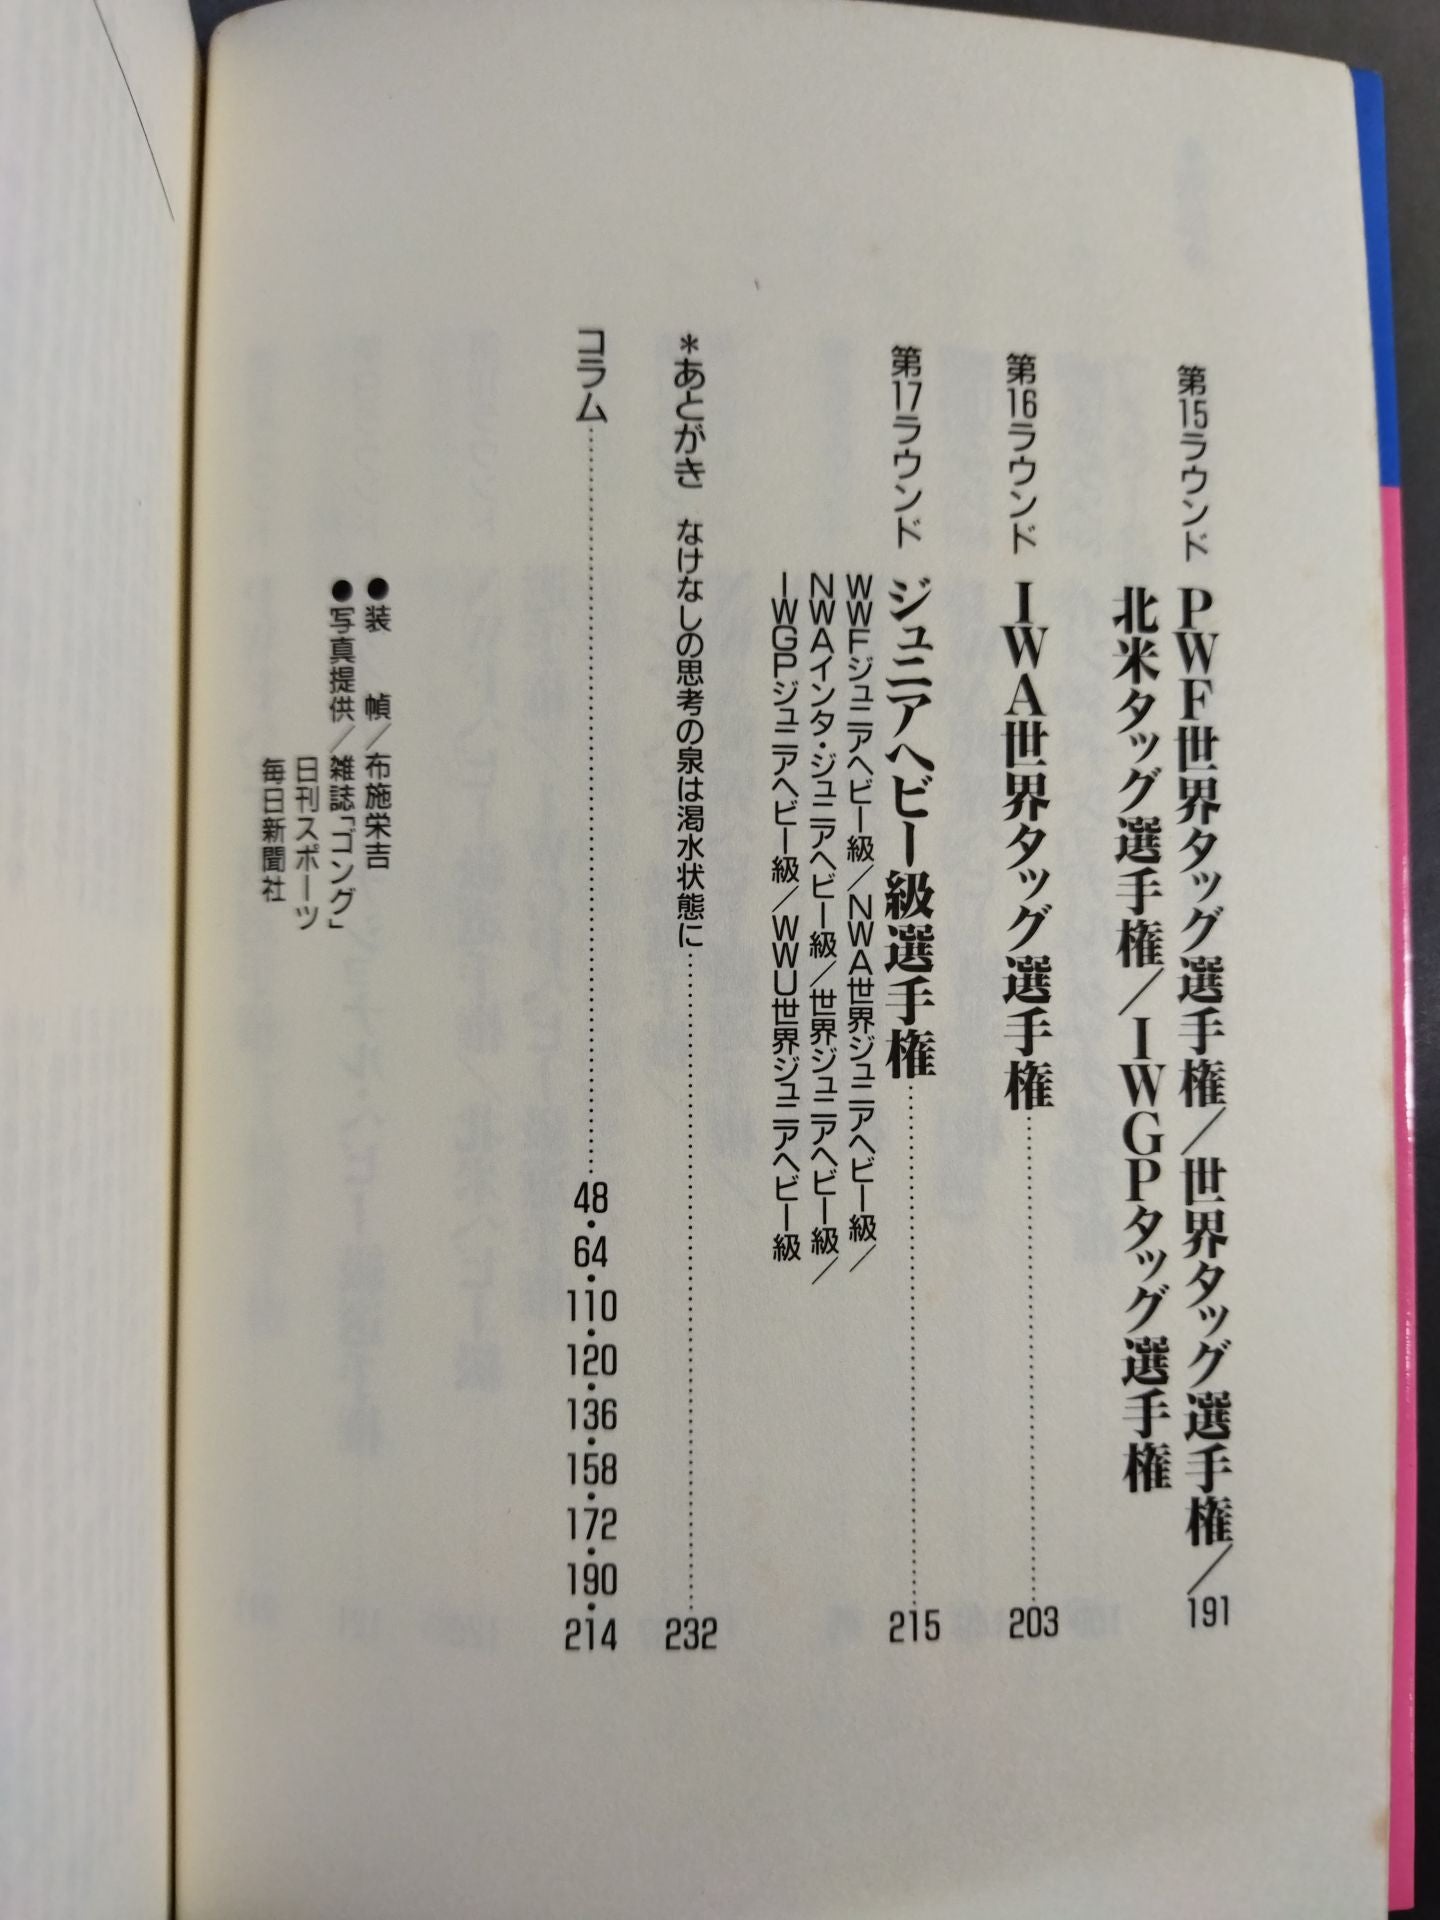 第15ラウンド PWF世界タッグ選手権／世界タッグ選手権／
北米タッグ選手権／IWGPタッグ選手権 191
第16ラウンド IWA世界タッグ選手権……203
第17ラウンド ジュニアヘビー級選手権……215
WWFジュニアヘビー級／NWA世界ジュニアヘビー級／
NWAインタ・ジュニアヘビー級／世界ジュニアヘビー級／
IWGPジュニアヘビー級／WWU世界ジュニアヘビー級
＊あとがき なけなしの思考の泉は渇水状態に……232
コラム……48・64・110・120・136・158・172・190・214
●装　幀／布施栄吉
●写真提供／雑誌「ゴング」
日刊スポーツ
毎日新聞社